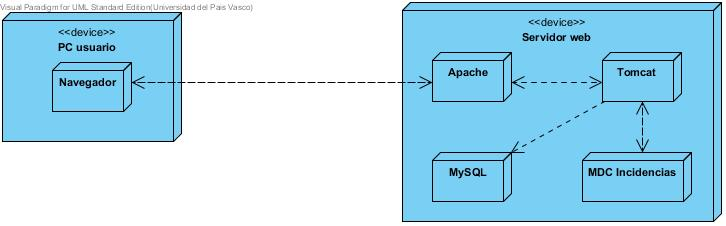 Visual Paradigm for UML Standard Edition(Universidad del Pais Vasco)
<<device>>
PC usuario
Navegador
<<device>>
Servidor web
Apache
Tomcat
MySQL
MDC Incidencias